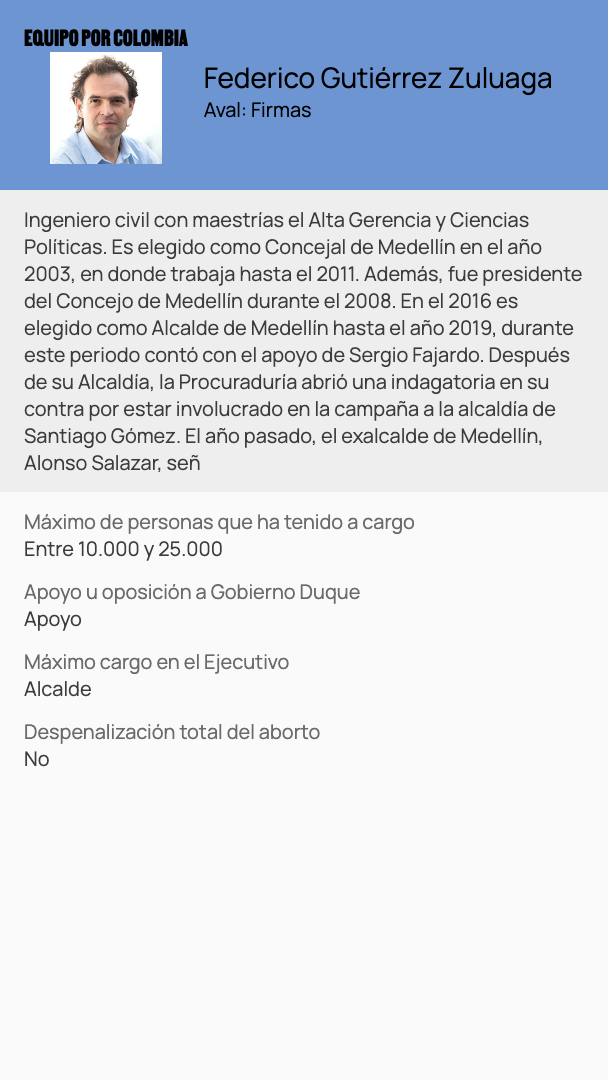 EQUIPO POR COLOMBIA
Federico Gutiérrez Zuluaga
Aval: Firmas
Ingeniero civil con maestrías el Alta Gerencia y Ciencias
Políticas. Es elegido como Concejal de Medellín en el año
2003, en donde trabaja hasta el 2011. Además, fue presidente
del Concejo de Medellín durante el 2008. En el 2016 es
elegido como Alcalde de Medellín hasta el año 2019, durante
este periodo contó con el apoyo de Sergio Fajardo. Después
de su Alcaldía, la Procuraduría abrió una indagatoria en su
contra por estar involucrado en la campaña a la alcaldía de
Santiago Gómez. El año pasado, el exalcalde de Medellín,
Alonso Salazar, señ
Máximo de personas que ha tenido a cargo
Entre 10.000 y 25.000
Apoyo u oposición a Gobierno Duque
Apoyo
Máximo cargo en el Ejecutivo
Alcalde
Despenalización total del aborto
No